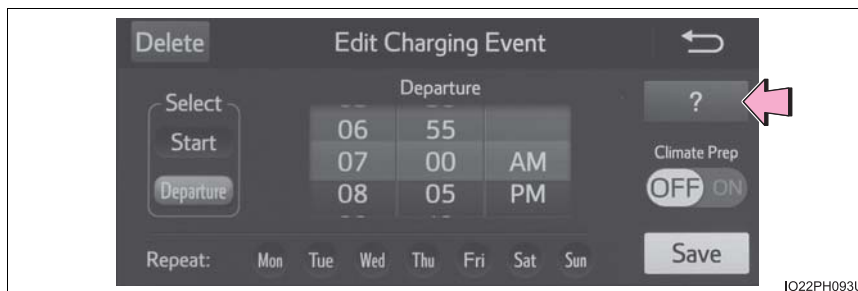 Delete Edit Charging Event
Departure
Select
Start
Departure
06 55
07 00 AM
08 05 PM
?
Climate Prep
OFF ON
Repeat: Mon Tue Wed Thu Fri Sat Sun
Save
IO22PH093U